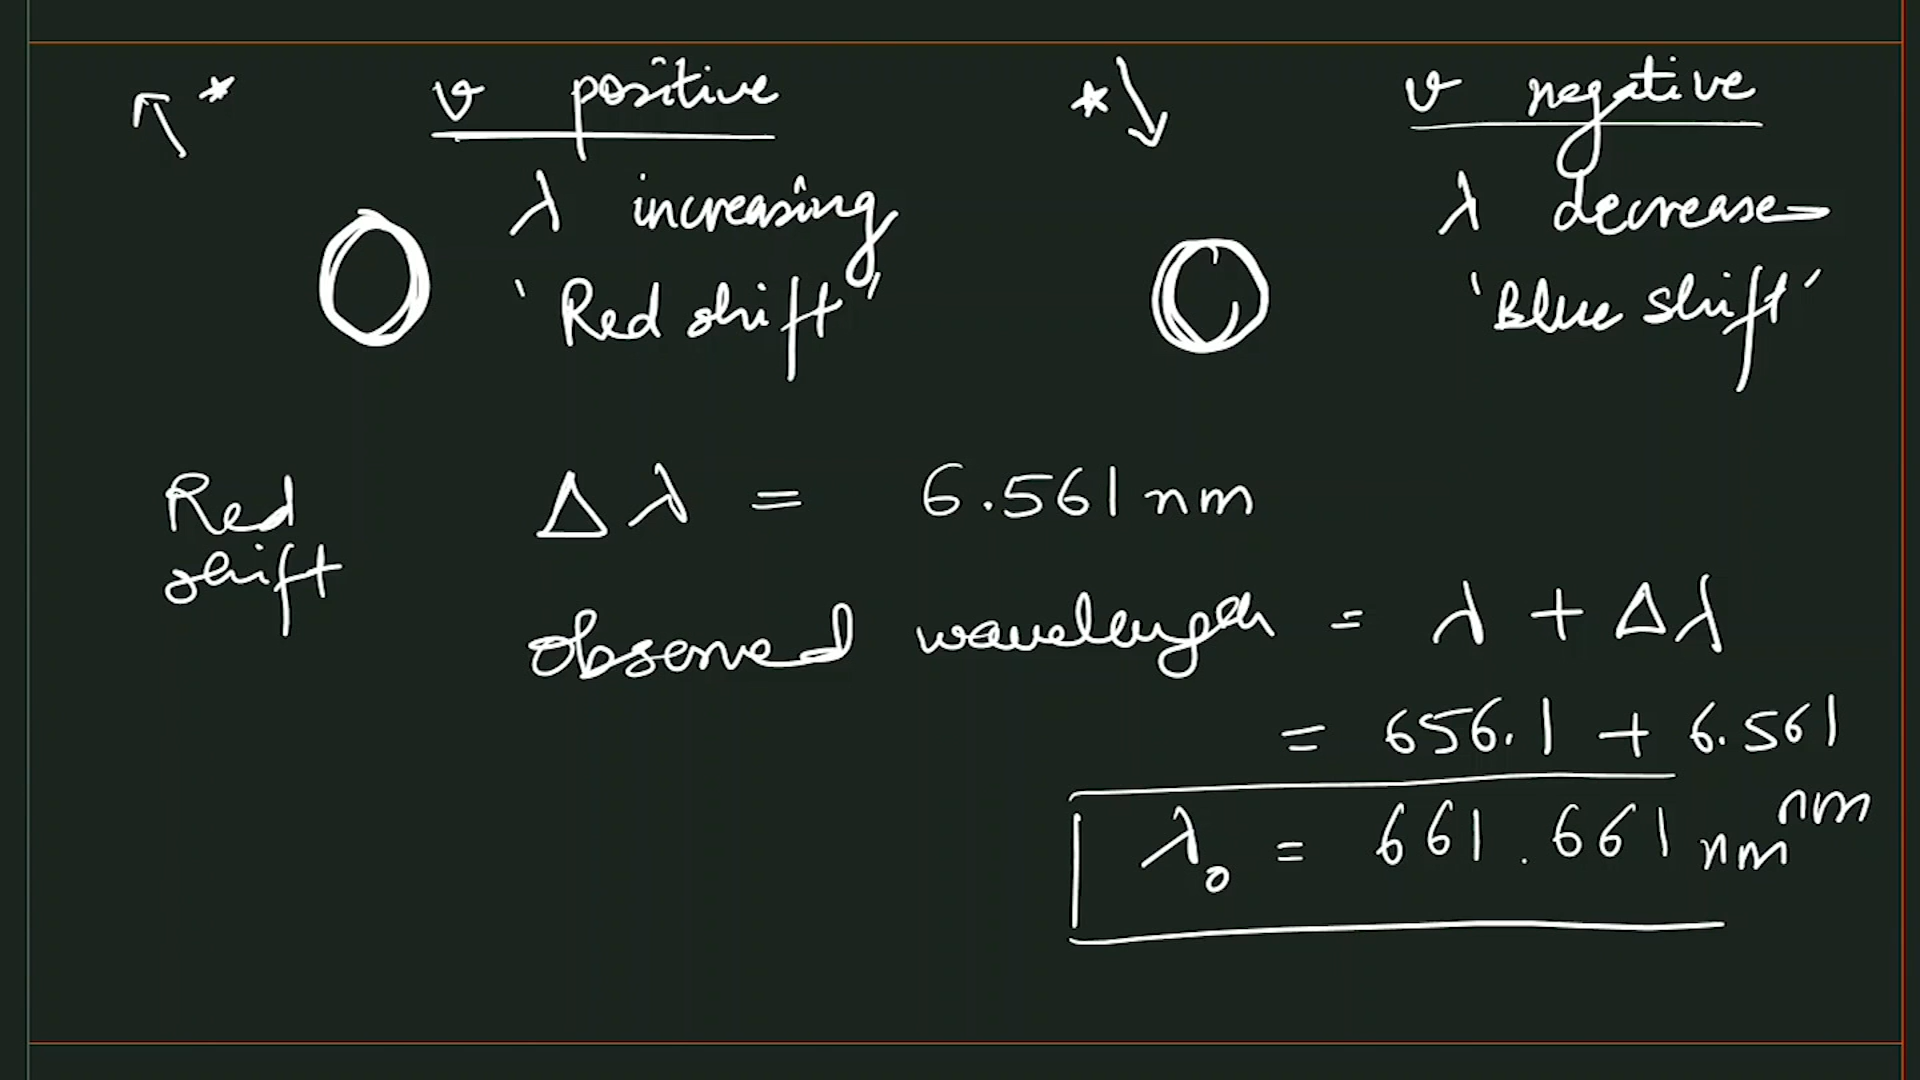 v positive
λ increasing
'Red shift'
v negative
λ decrease
'Blue shift'
Red shift
Δλ = 6.561 nm
Observed wavelength = λ + Δλ
= 656.1 + 6.561 nm
λ₀ = 661.661 nm